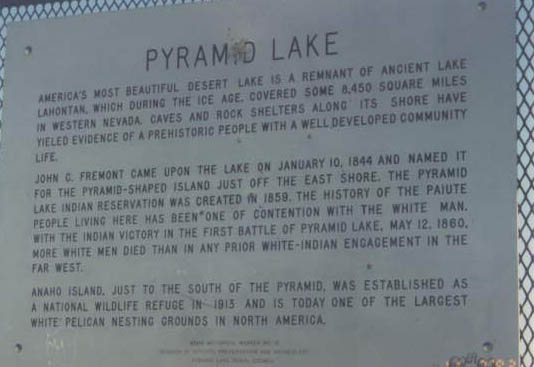 PYRAMID LAKE
AMERICA'S MOST BEAUTIFUL DESERT LAKE IS A REMNANT OF ANCIENT LAKE
LAHONTAN, WHICH DURING THE ICE AGE, COVERED SOME 8,450 SQUARE MILES
IN WESTERN NEVADA. CAVES AND ROCK SHELTERS ALONG ITS SHORE HAVE
YIELED EVIDENCE OF A PREHISTORIC PEOPLE WITH A WELL DEVELOPED COMMUNITY
LIFE.
JOHN C. FREMONT CAME UPON THE LAKE ON JANUARY 10, 1844 AND NAMED IT
FOR THE PYRAMID-SHAPED ISLAND JUST OFF THE EAST SHORE. THE PYRAMID
LAKE INDIAN RESERVATION WAS CREATED IN 1859. THE HISTORY OF THE PAIUTE
PEOPLE LIVING HERE HAS BEEN ONE OF CONTENTION WITH THE WHITE MAN.
WITH THE INDIAN VICTORY IN THE FIRST BATTLE OF PYRAMID LAKE, MAY 12, 1860,
MORE WHITE MEN DIED THAN IN ANY PRIOR WHITE-INDIAN ENGAGEMENT IN THE
FAR WEST.
ANAHO ISLAND, JUST TO THE SOUTH OF THE PYRAMID, WAS ESTABLISHED AS
A NATIONAL WILDLIFE REFUGE IN 1913 AND IS TODAY ONE OF THE LARGEST
WHITE PELICAN NESTING GROUNDS IN NORTH AMERICA.